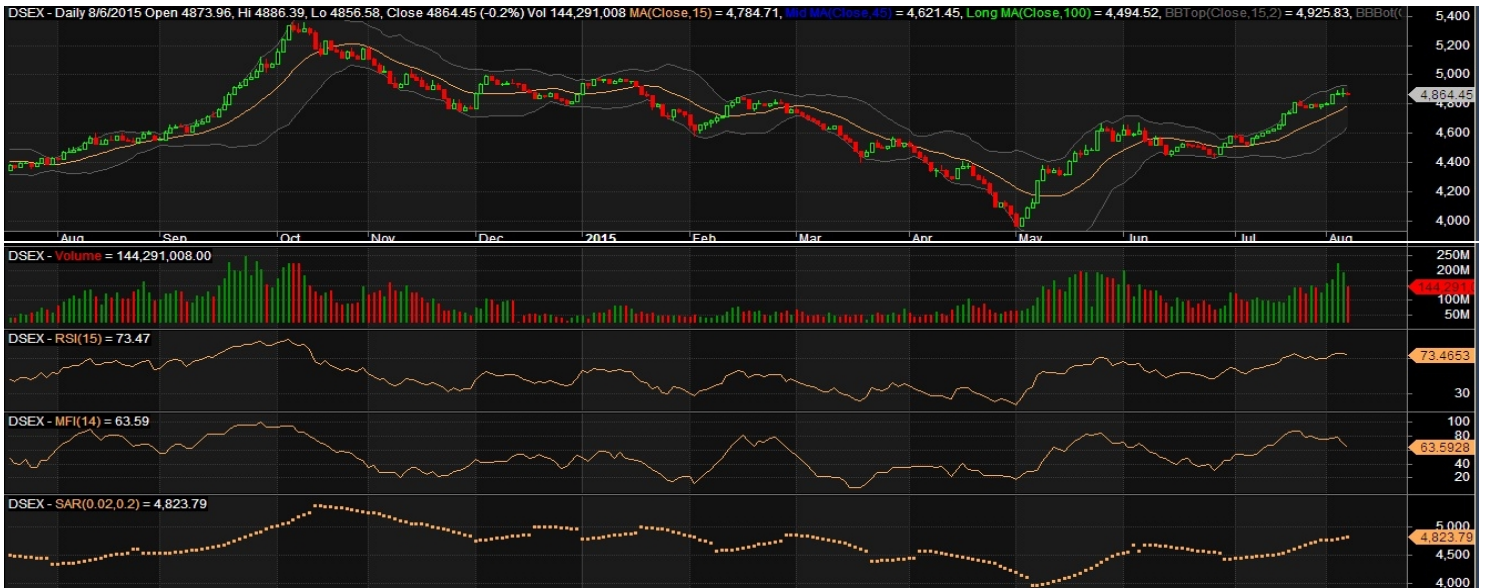 DSEX - Daily 8/6/2015 Open 4873.96, Hi 4886.39, Lo 4856.58, Close 4864.45 (-0.2%) Vol 144,291,008 MA(Close,15) = 4,784.71, Mid MA(Close,45) = 4,621.45, Long MA(Close,100) = 4,494.52, BBTop(Close,15,2) = 4,925.83, BBBot(
5,400
5,200
5,000
4,864.45
4,800
4,600
4,400
4,200
4,000
Aug Sep Oct Nov Dec 2015 Feb Mar Apr May Jun Jul Aug
DSEX - Volume = 144,291,008.00
250M
200M
144,291,
100M
50M
DSEX - RSI(15) = 73.47
73.4653
30
DSEX - MFI(14) = 63.59
100
80
63.5928
40
20
DSEX - SAR(0.02,0.2) = 4,823.79
5,000
4,823.79
4,500
4,000